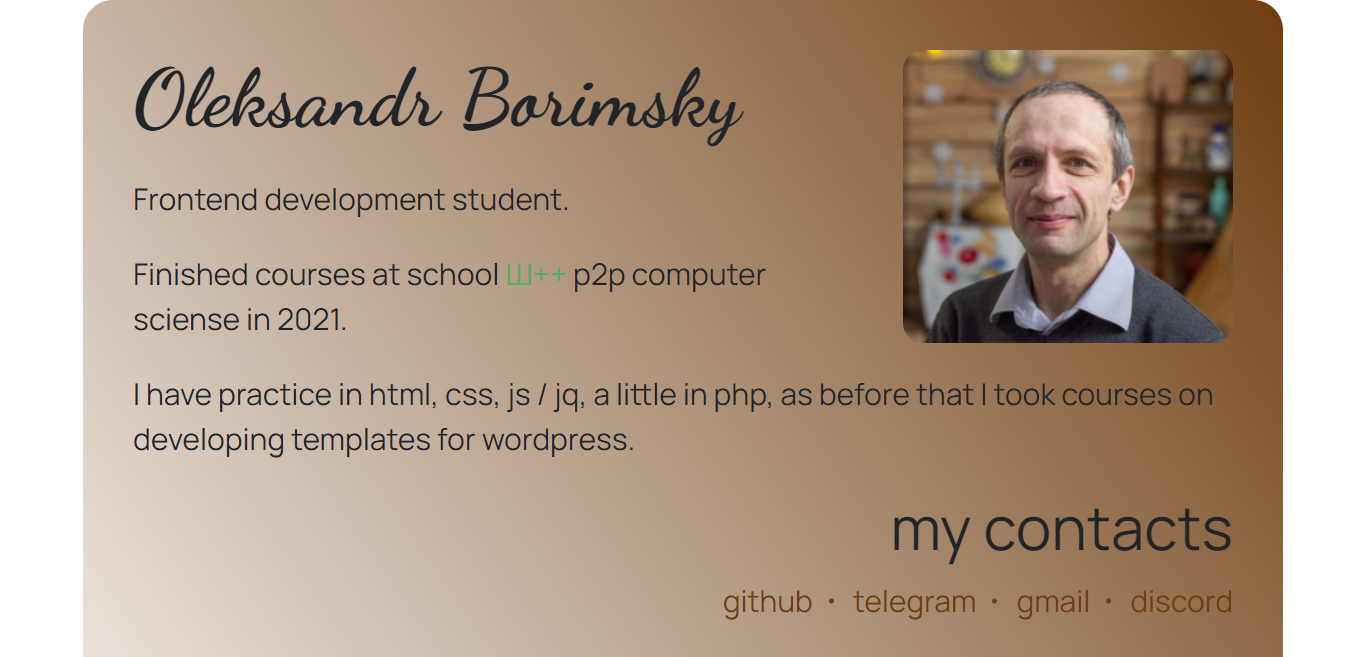 Oleksandr Borimsky
Frontend development student.
Finished courses at school Ш++ p2p computer
sciense in 2021.
I have practice in html, css, js / jq, a little in php, as before that I took courses on
developing templates for wordpress.
my contacts
github • telegram • gmail • discord